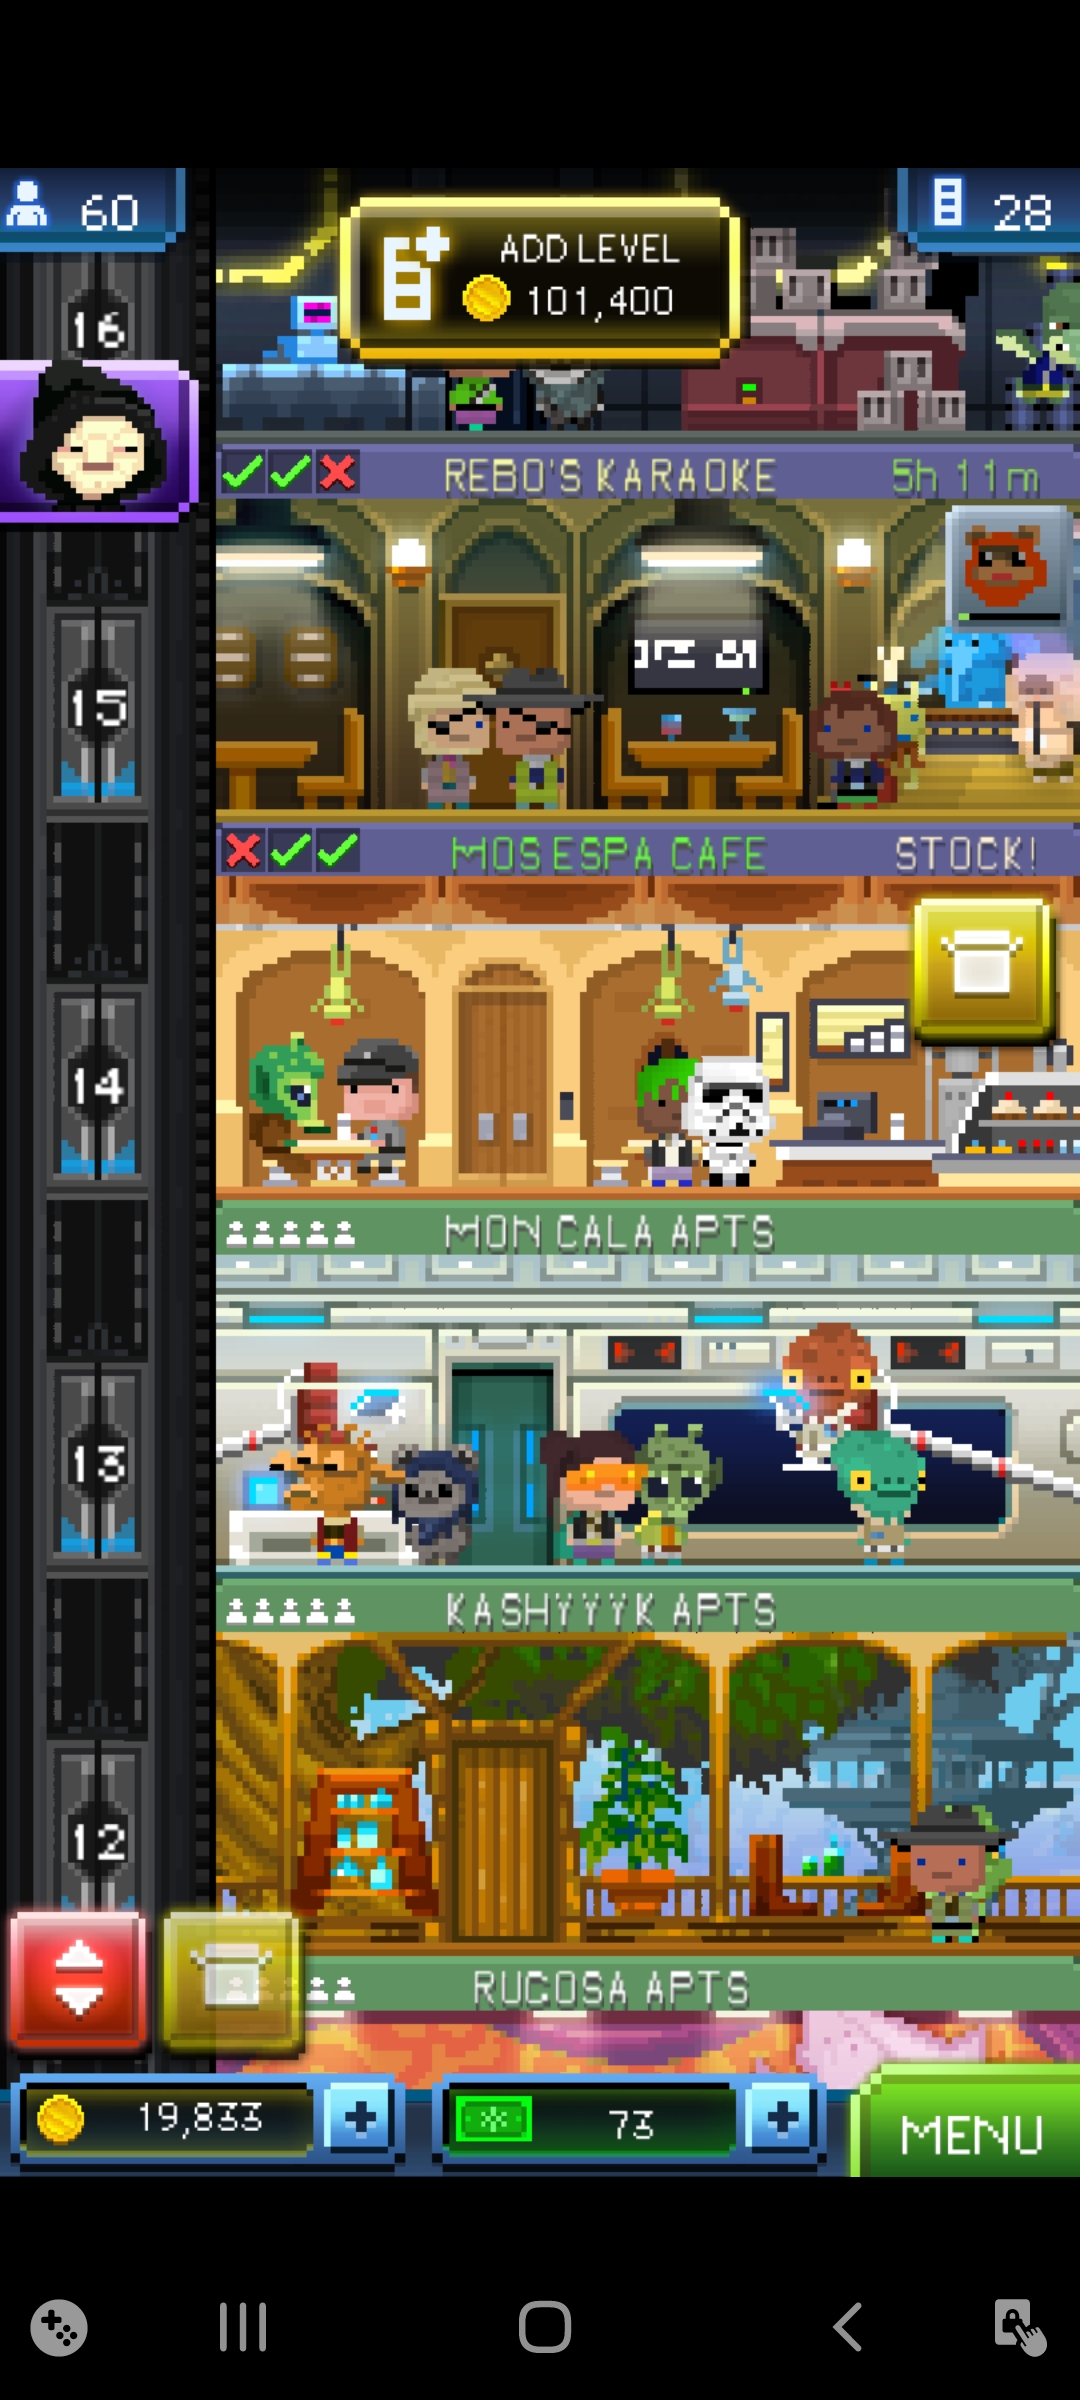 60
ADD LEVEL
101,400
28
16
REBO'S KARAOKE
5h 11m
15
MOS ESPA CAFE
STOCK!
14
MON CALA APTS
13
KASHYYYK APTS
12
RUCOSA APTS
19,833
73
MENU